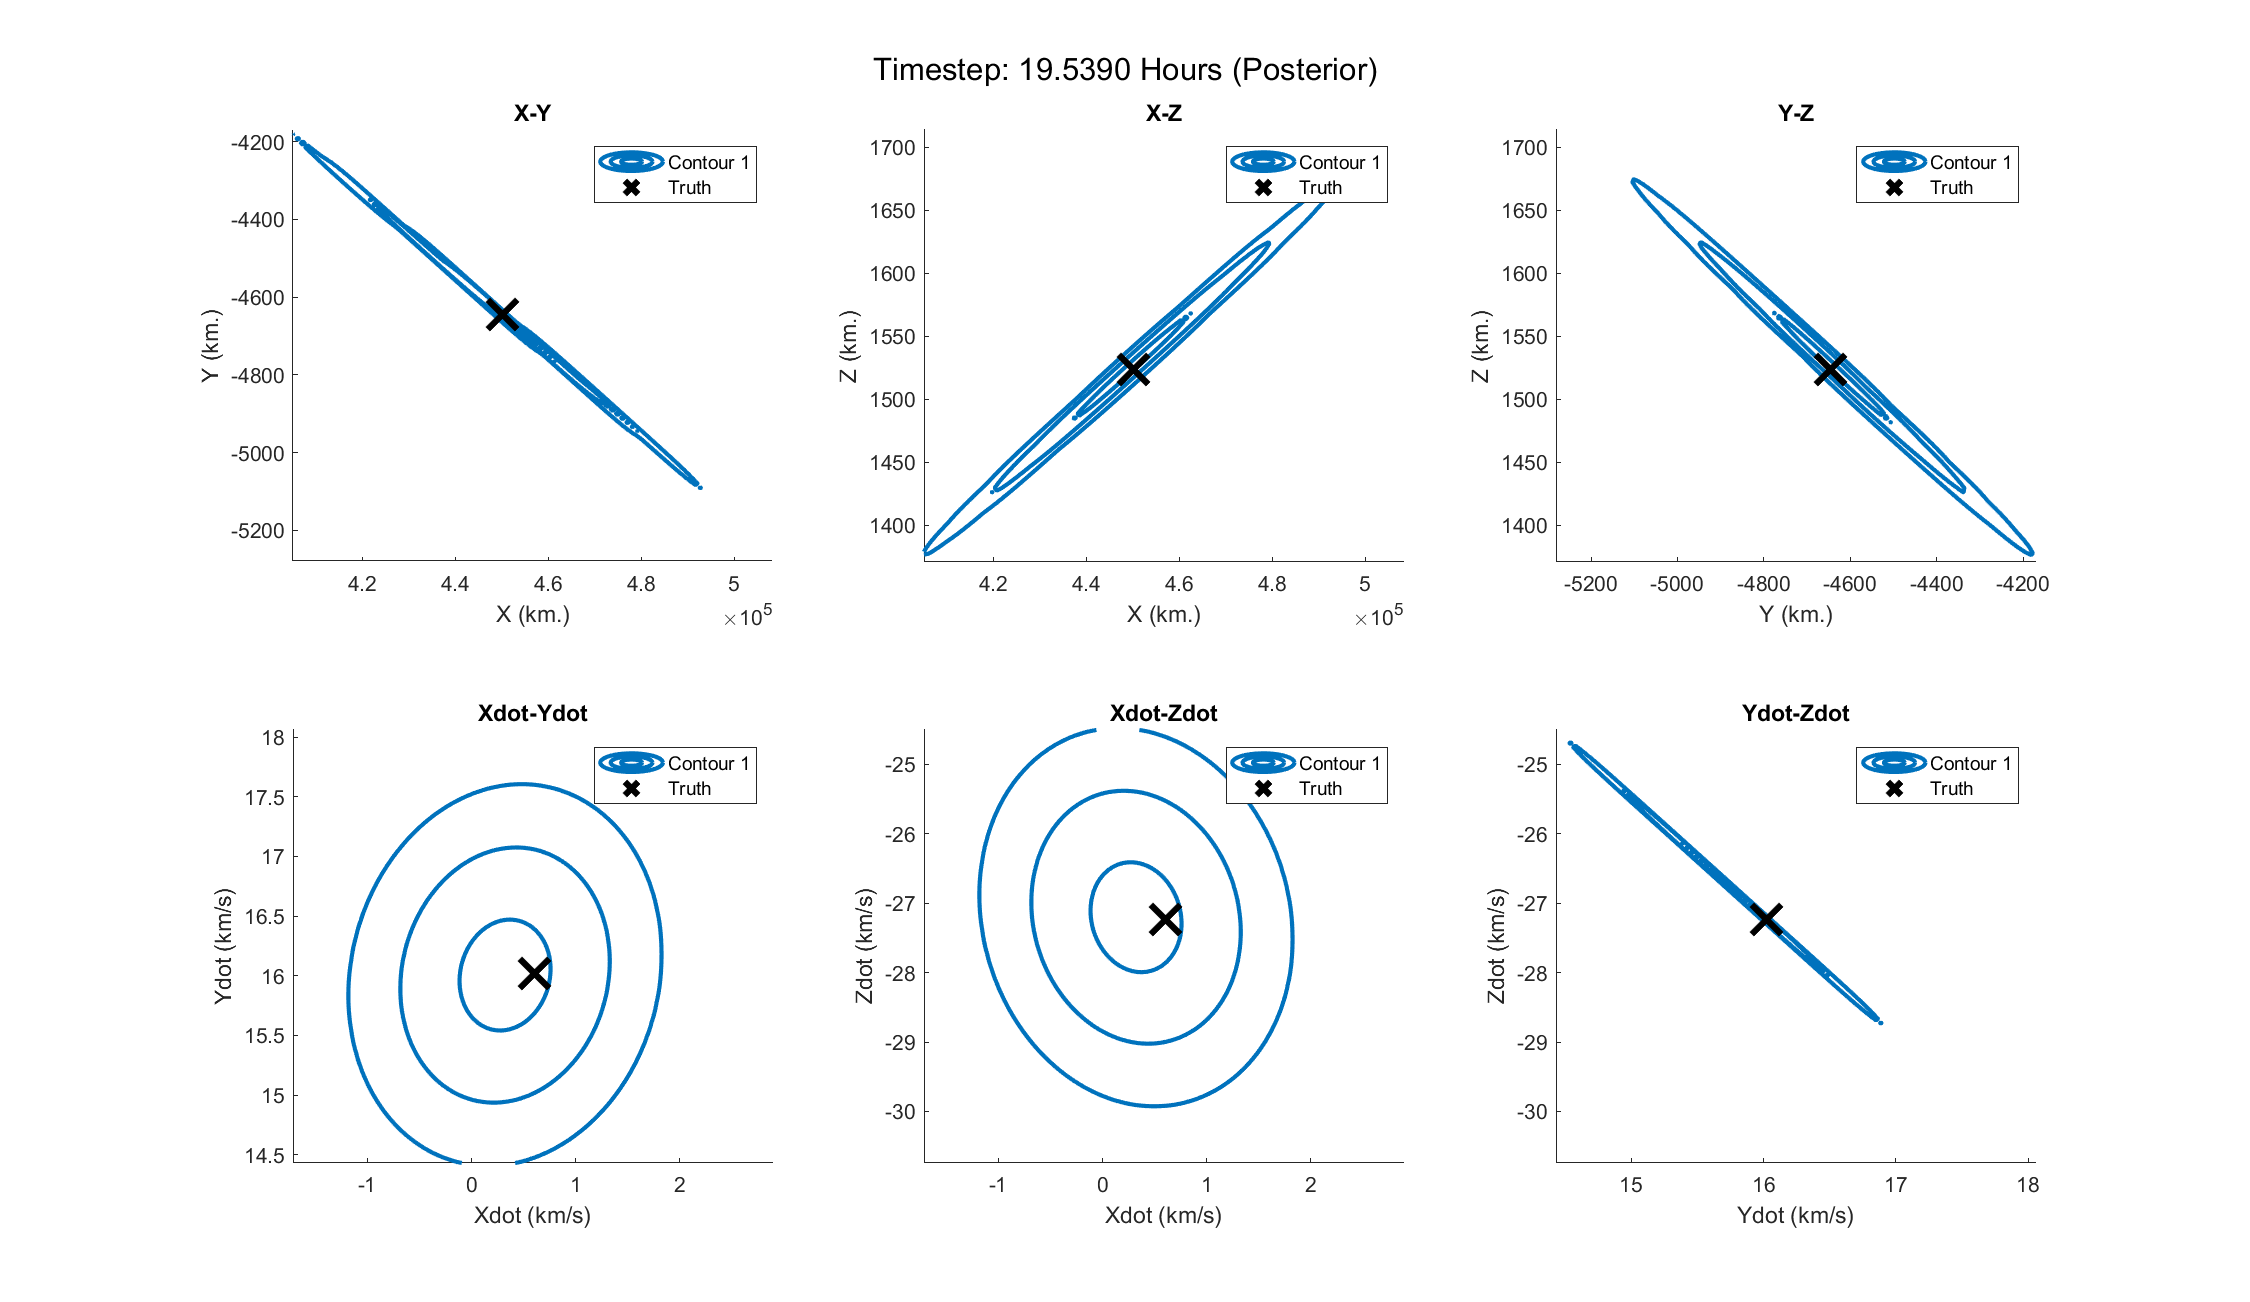 Timestep: 19.5390 Hours (Posterior)
X-Y
-4200
-4400
-4600
-4800
-5000
-5200
Y (km.)
4.2 4.4 4.6 4.8 5
×10^5
X (km.)
Contour 1
Truth
X-Z
1700
1650
1600
1550
1500
1450
1400
Z (km.)
4.2 4.4 4.6 4.8 5
×10^5
X (km.)
Contour 1
Truth
Y-Z
1700
1650
1600
1550
1500
1450
1400
Z (km.)
-5200 -5000 -4800 -4600 -4400 -4200
Y (km.)
Contour 1
Truth
Xdot-Ydot
18
17.5
17
16.5
16
15.5
15
14.5
Ydot (km/s)
-1 0 1 2
Xdot (km/s)
Contour 1
Truth
Xdot-Zdot
-25
-26
-27
-28
-29
-30
Zdot (km/s)
-1 0 1 2
Xdot (km/s)
Contour 1
Truth
Ydot-Zdot
-25
-26
-27
-28
-29
-30
Zdot (km/s)
15 16 17 18
Ydot (km/s)
Contour 1
Truth